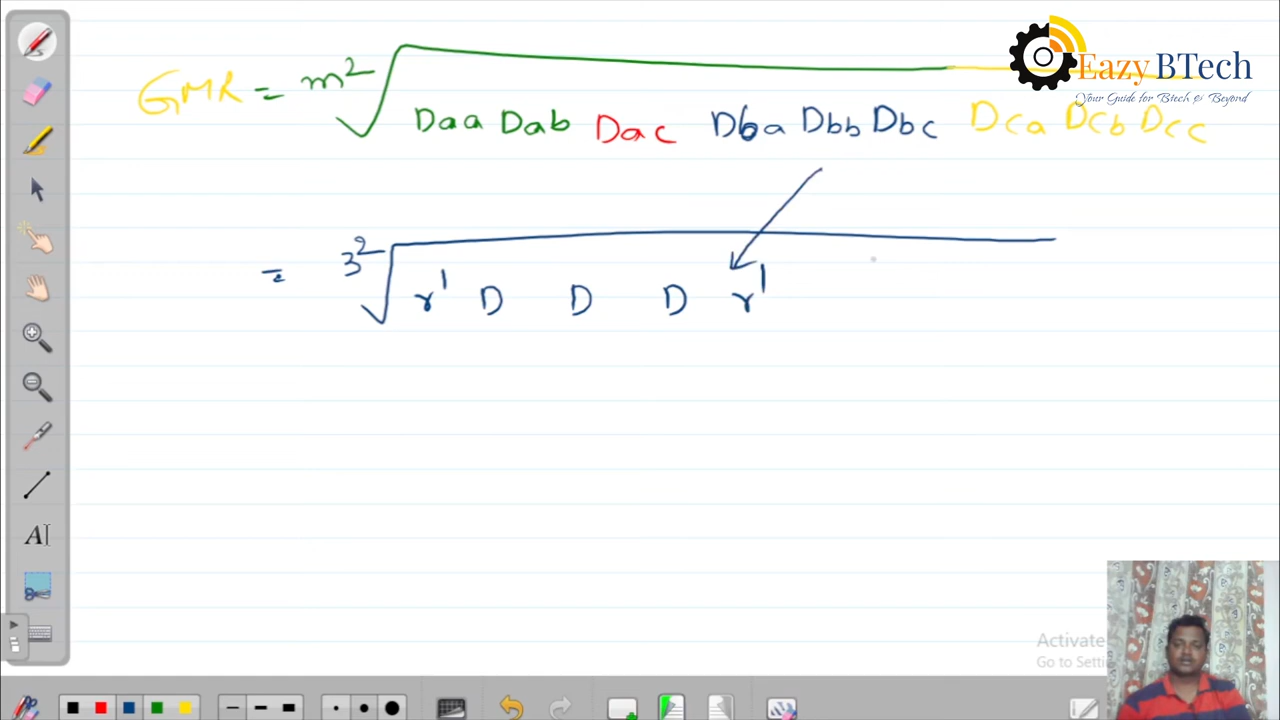 Eazy BTech
Your Guide for Btech & Beyond
GMR = m² √ Daa Dab Dac Dba Dbb Dbc Dca Dcb Dcc
= 3² √ r' D D D r'
A
Activate
Go to Setti